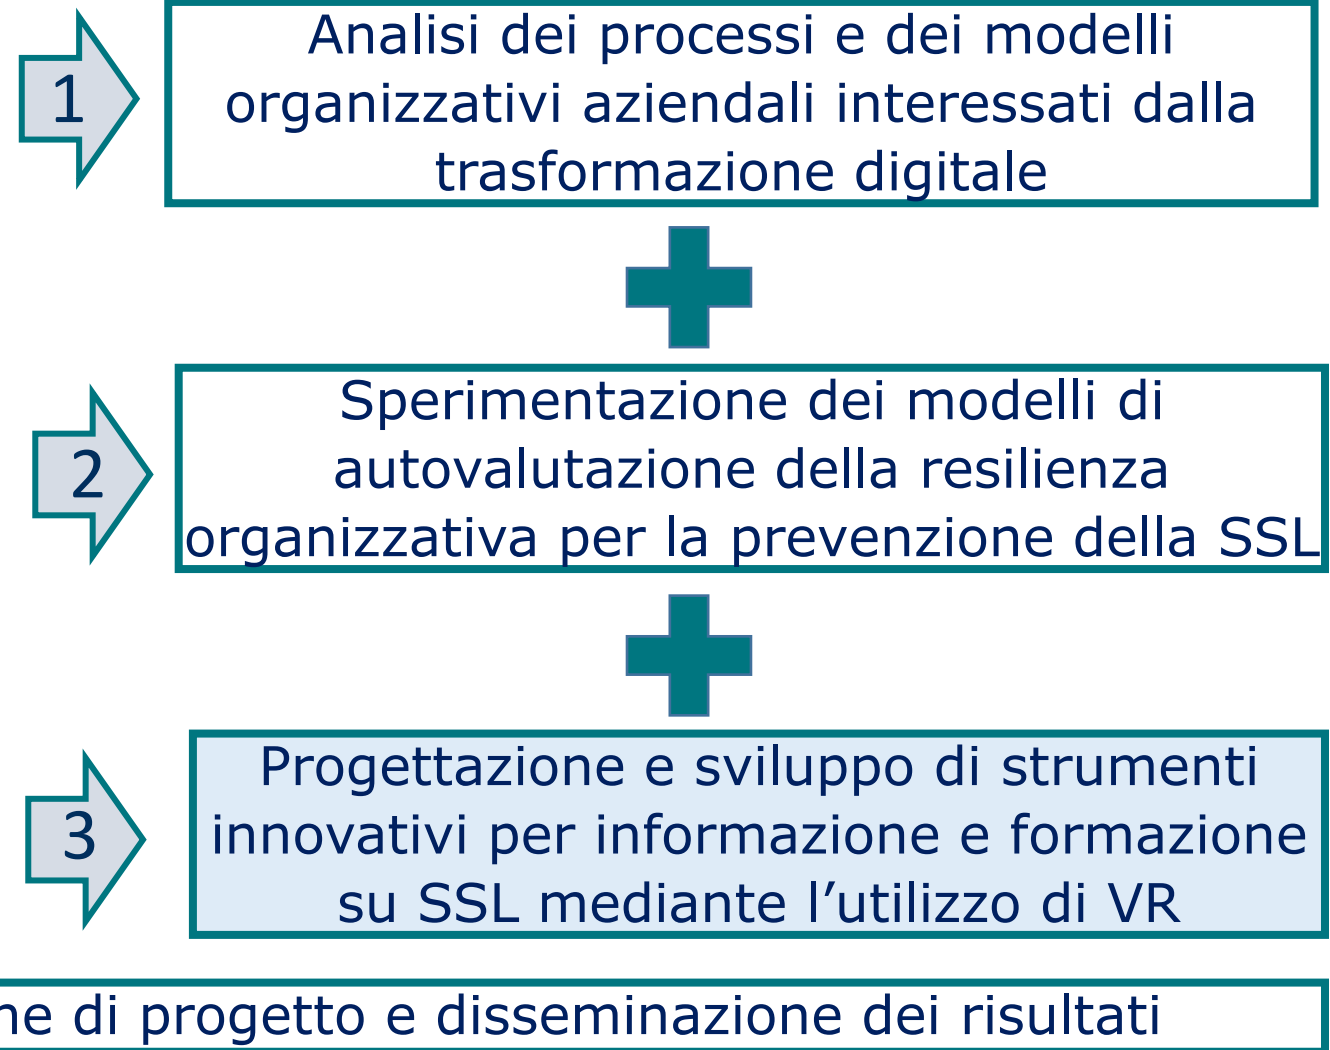 1
Analisi dei processi e dei modelli
organizzativi aziendali interessati dalla
trasformazione digitale
2
Sperimentazione dei modelli di
autovalutazione della resilienza
organizzativa per la prevenzione della SSL
3
Progettazione e sviluppo di strumenti
innovativi per informazione e formazione
su SSL mediante l’utilizzo di VR
ne di progetto e disseminazione dei risultati